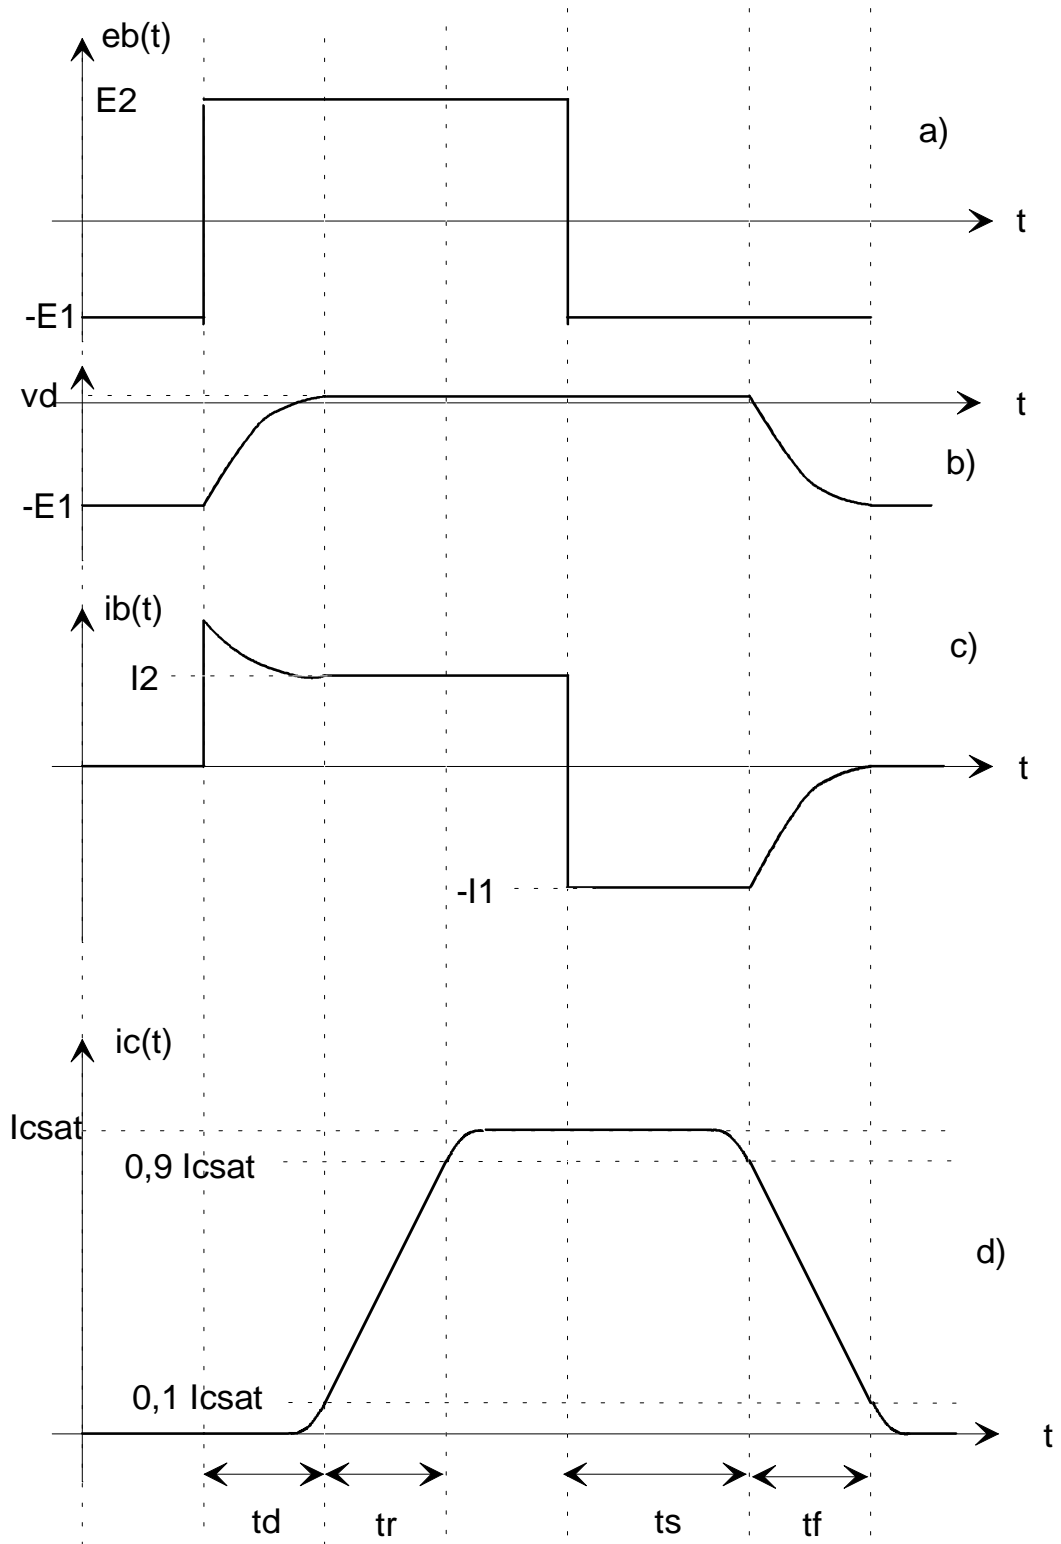 eb(t)
E2
a)
t
-E1
vd
t
b)
-E1
ib(t)
c)
I2
t
-I1
ic(t)
Icsat
0,9 Icsat
d)
0,1 Icsat
t
td
tr
ts
tf